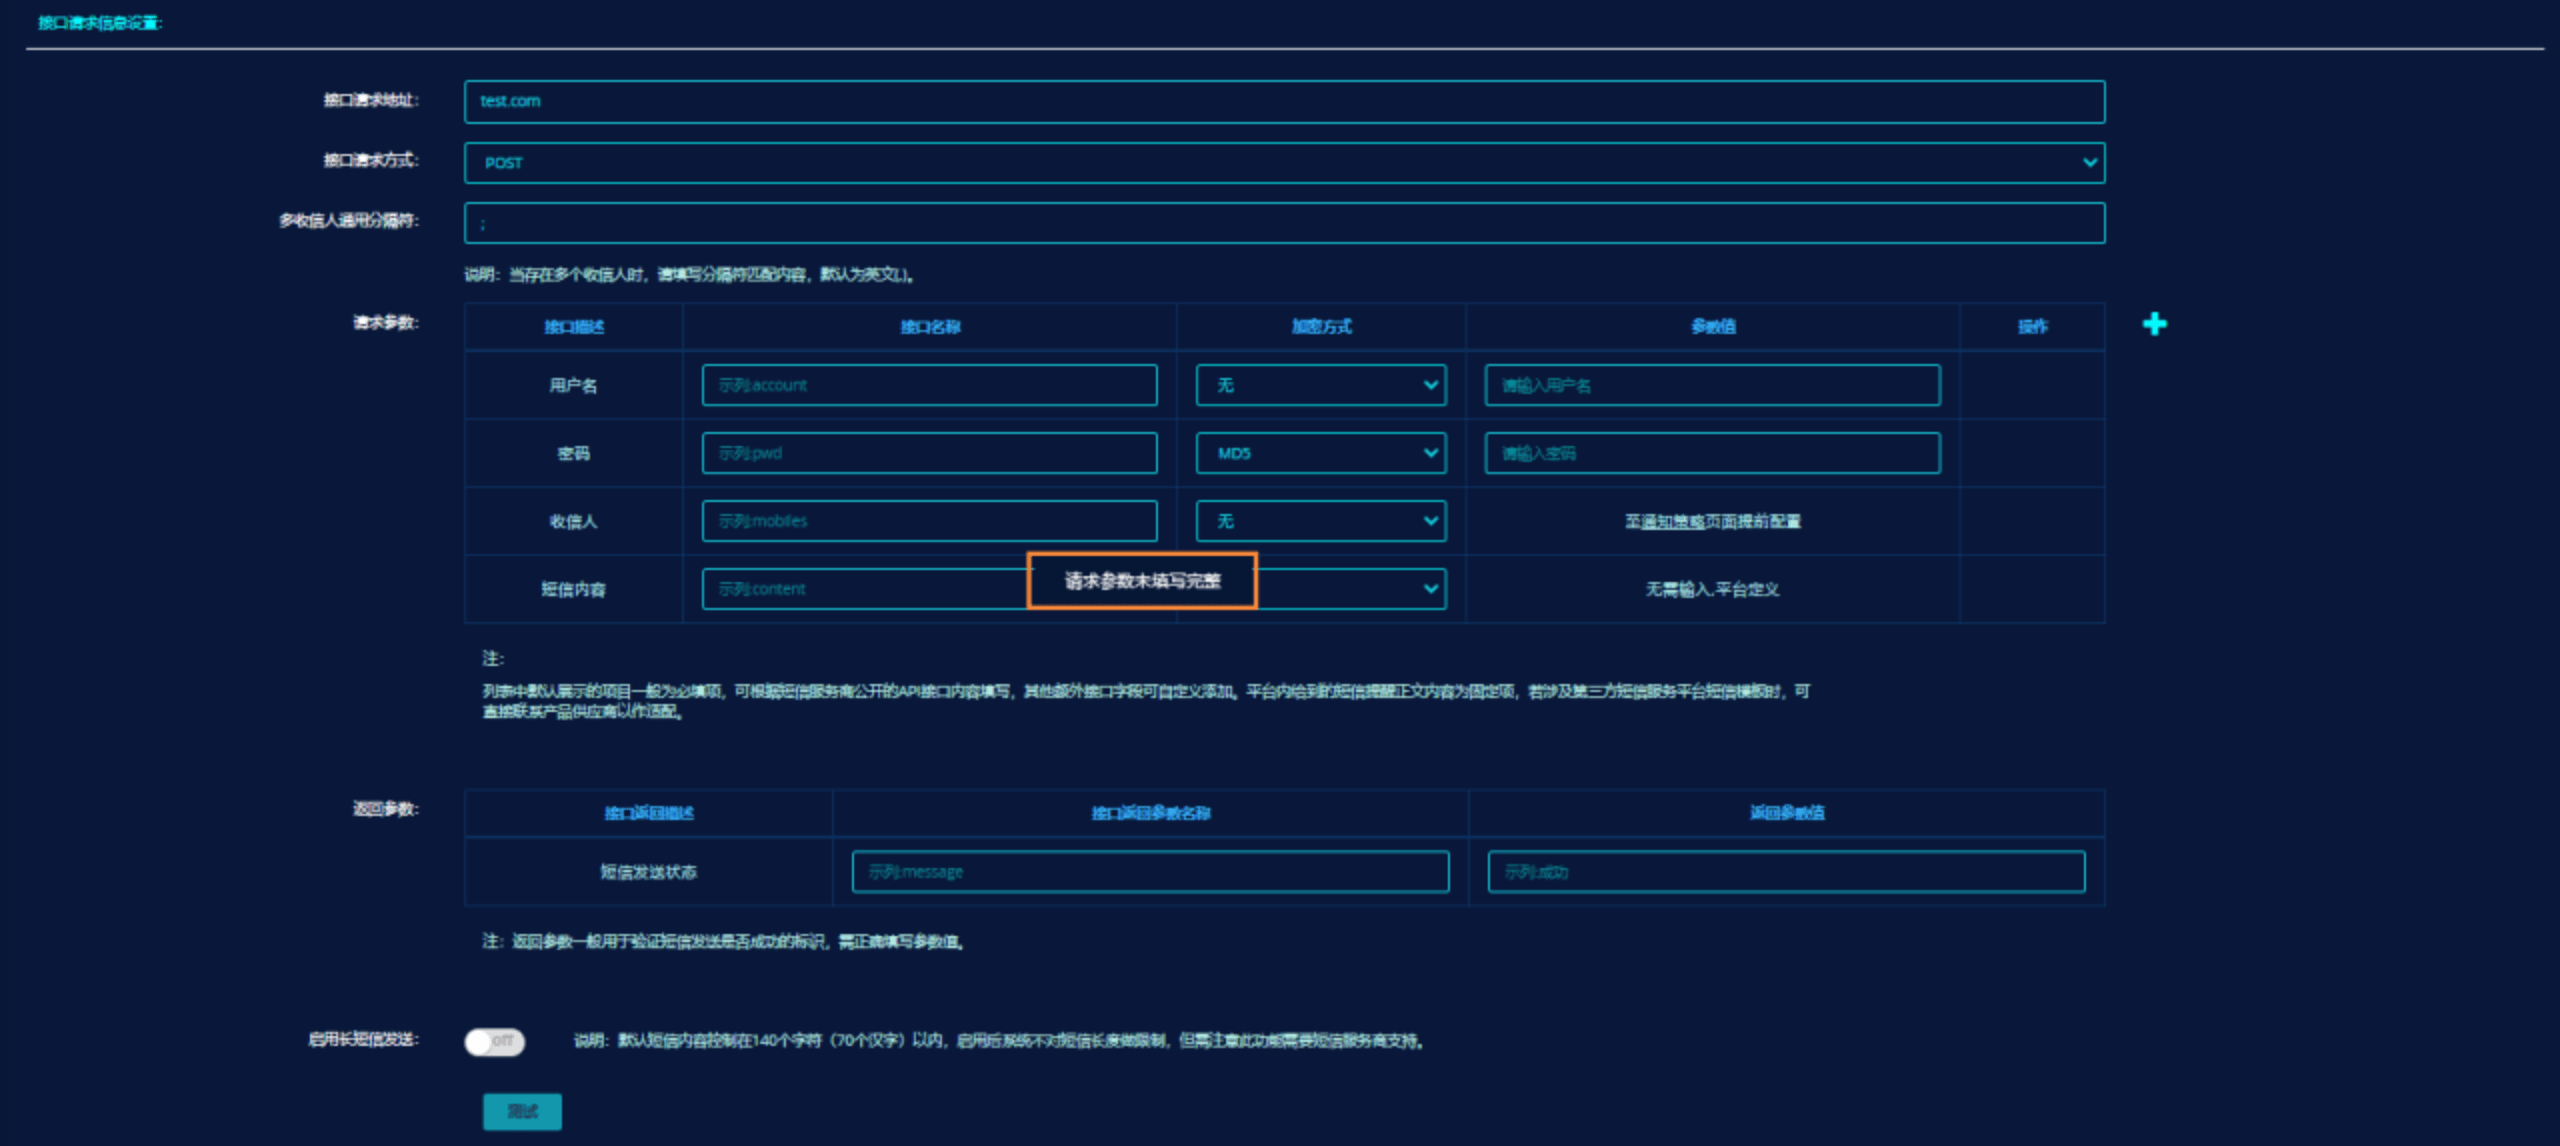 接口请求信息设置:
接口请求地址: test.com
接口请求方式: POST
多收信人通用分隔符: ;
说明：当存在多个收信人时，请填写分隔符匹配内容，默认为英文(,)。
请求参数: 接口描述 接口名称 加密方式 参数值 操作
用户名 示列:account 无 请输入用户名
密码 示列:pwd MD5 请输入密码
收信人 示列:mobiles 无 至通知策略页面提前配置
短信内容 示列:content 无需输入,平台定义
请求参数未填写完整
注:
列表中默认展示的项目一般为必填项，可根据短信服务商公开的API接口内容填写，其他额外接口字段可自定义添加。平台内给到的短信提醒正文内容为固定项，若涉及第三方短信服务平台短信模板时，可
直接联系产品供应商以作适配。
返回参数: 接口返回描述 接口返回参数名称 返回参数值
短信发送状态 示列:message 示列:成功
注：返回参数一般用于验证短信发送是否成功的标识，需正确填写参数值。
启用长短信发送: off 说明：默认短信内容控制在140个字符（70个汉字）以内，启用后系统不对短信长度做限制，但需注意此功能需要短信服务商支持。
测试